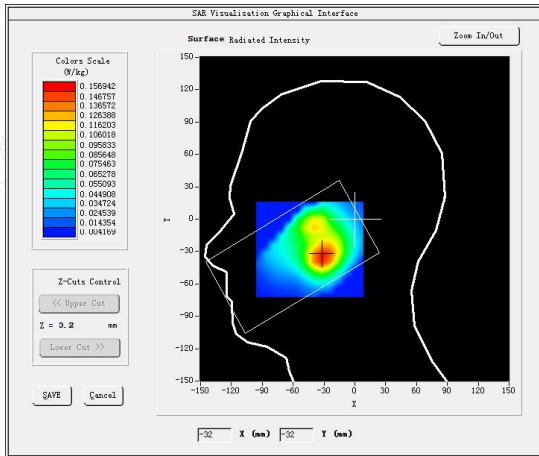 SAR Visualisation Graphical Interface
Surface Radiated Intensity
Zoom In/Out
Colors Scale
(W/kg)
0.156942
0.146757
0.136572
0.126388
0.116203
0.106018
0.095833
0.085648
0.075463
0.065278
0.055093
0.044908
0.034724
0.024539
0.014354
0.004169
Z-Cuts Control
<< Upper Cut
Z = 0.2 mm
Lower Cut >>
SAVE
Cancel
150
120
90
60
30
0
-30
-60
-90
-120
-150
Y
-150 -120 -90 -60 -30 0 30 60 90 120 150
X
-32 X (mm) -32 Y (mm)